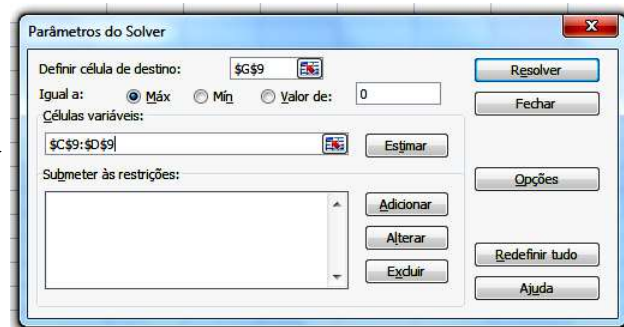 Parâmetros do Solver
X
Definir célula de destino: $G$9
Resolver
Igual a: Máx Mín Valor de: 0
Fechar
Células variáveis:
$C$9:$D$9
Estimar
Submeter às restrições:
Opções
Adicionar
Alterar
Redefinir tudo
Excluir
Ajuda